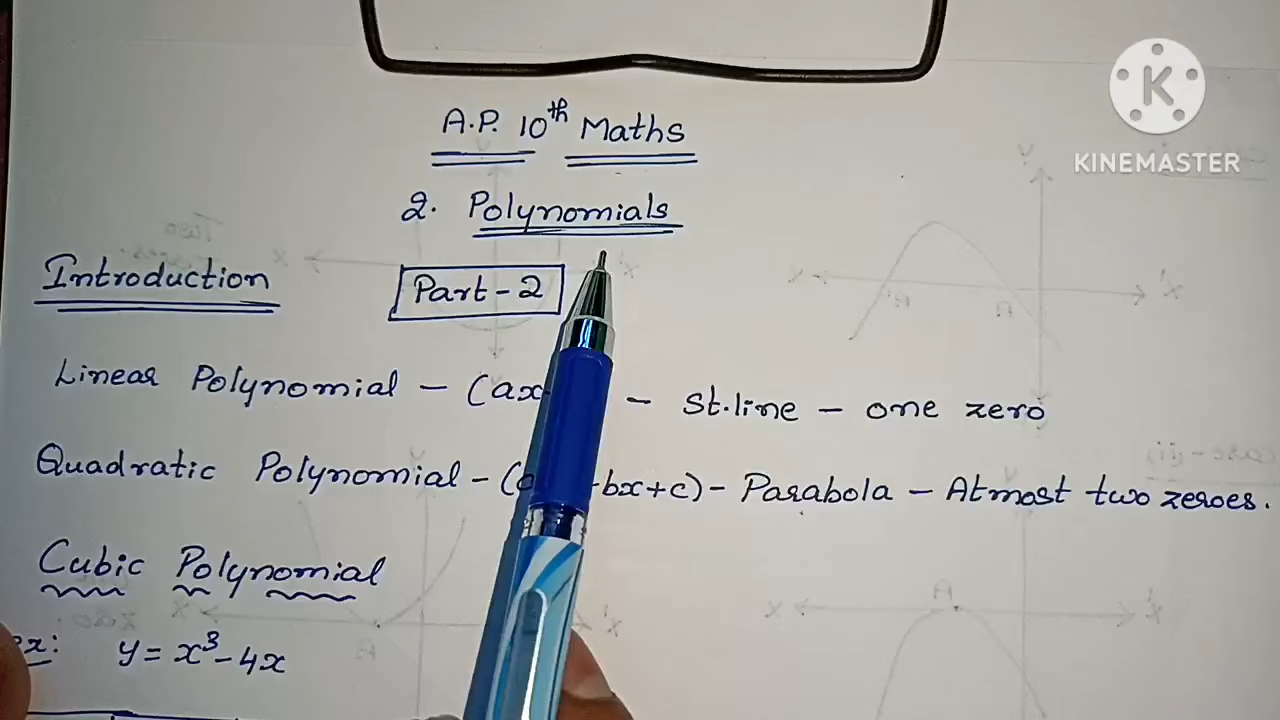 A.P. 10th Maths
KINEMASTER
2. Polynomials
Introduction
Part-2
Linear Polynomial - (ax - St.line - one zero
Quadratic Polynomial - ( bx+c) - Parabola - Atmost two zeroes.
Cubic Polynomial
y = x³ - 4x